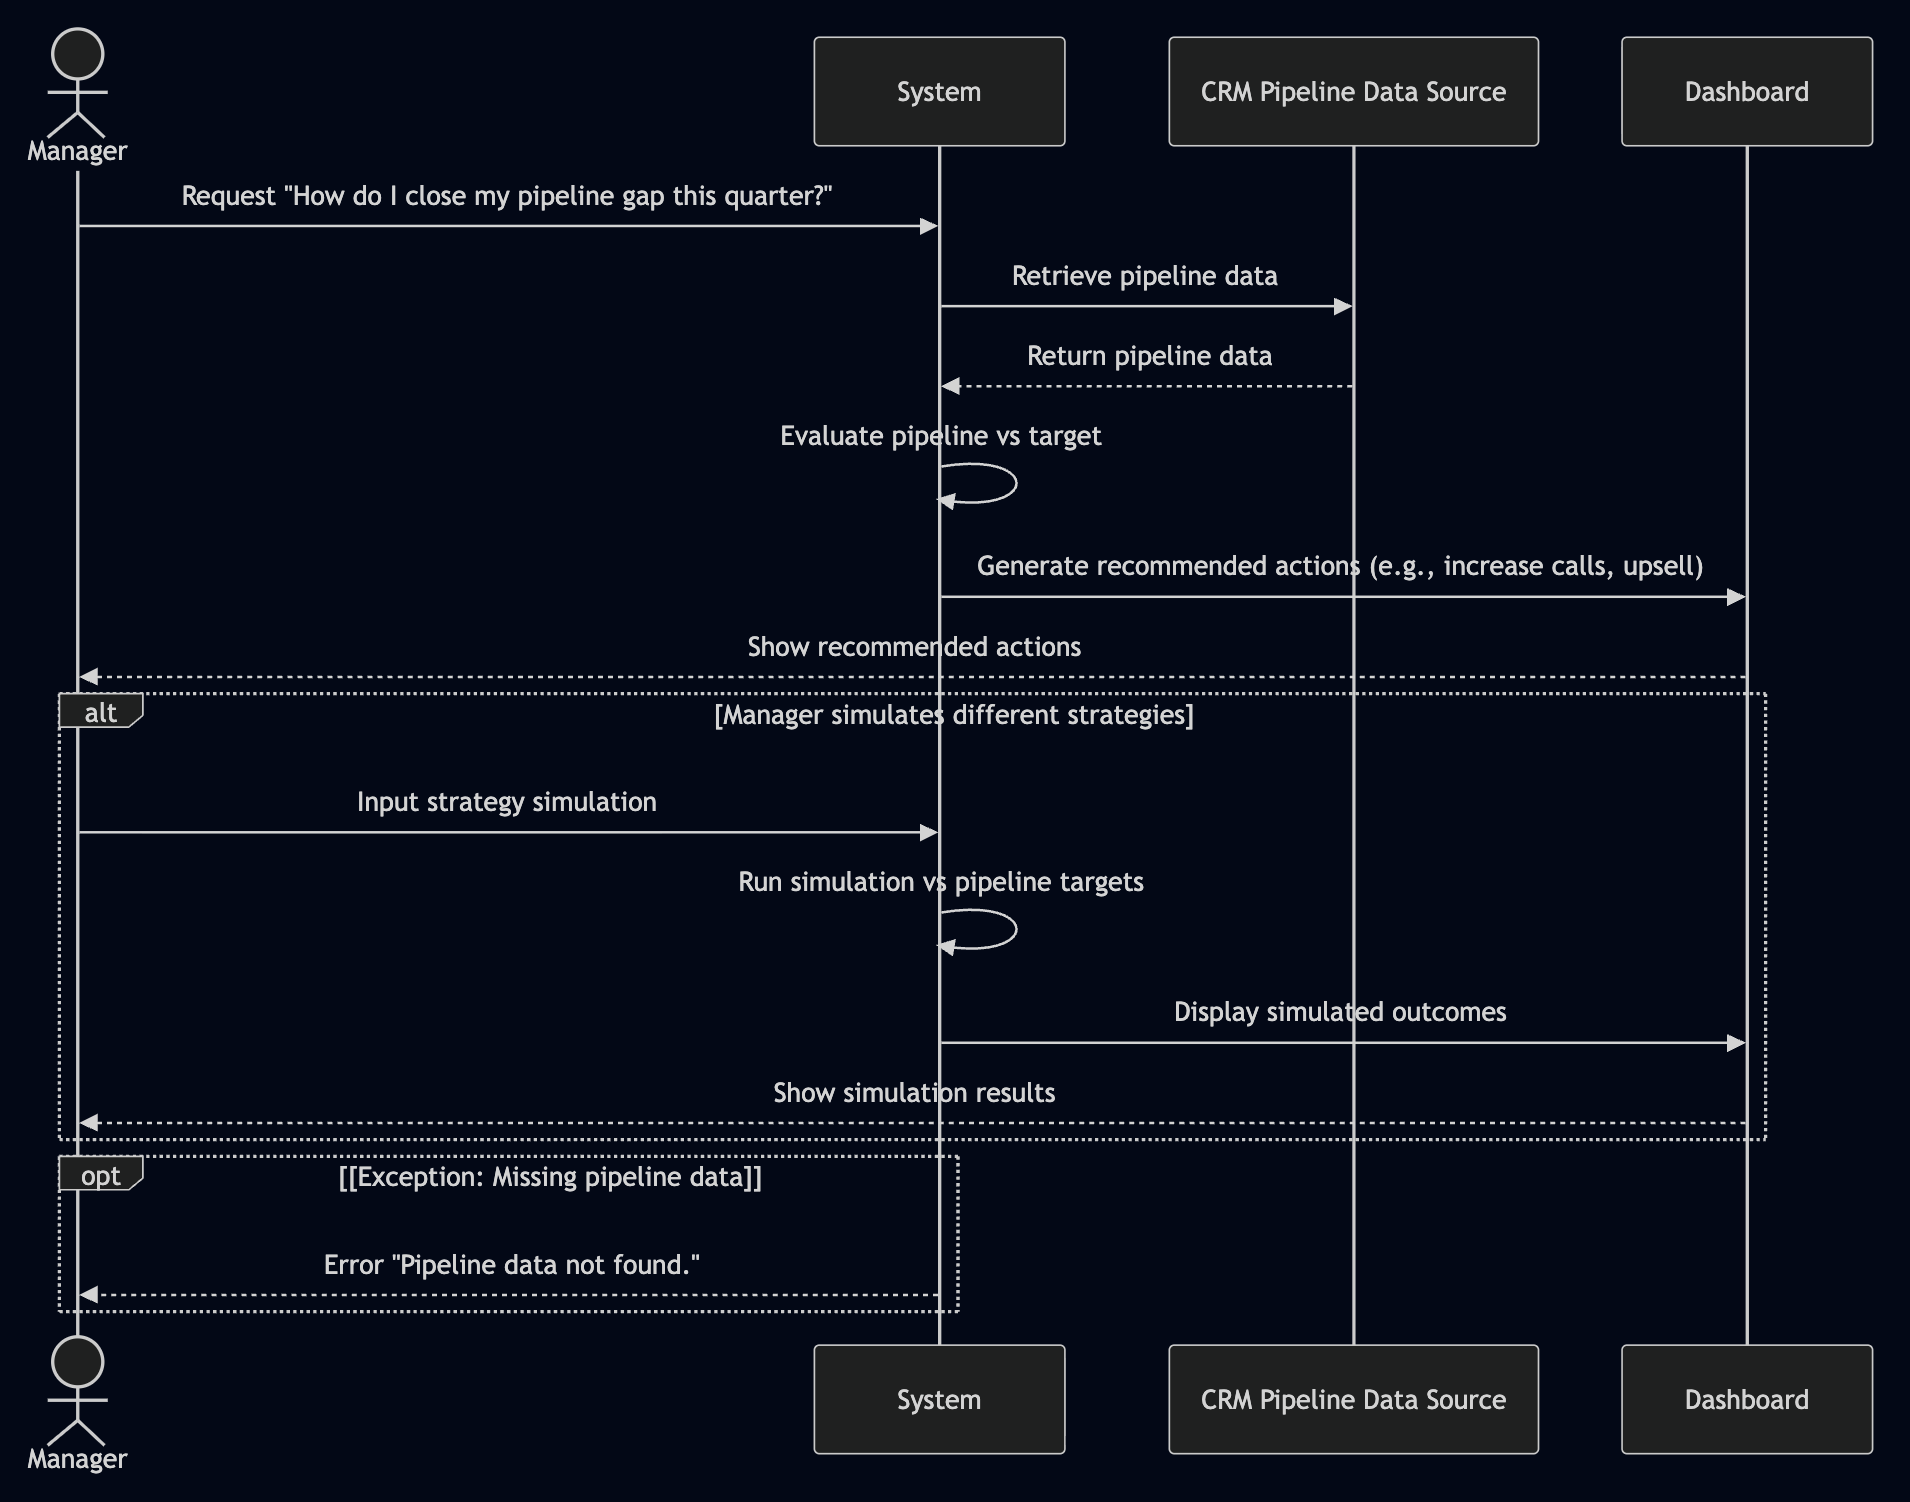 Manager
System
CRM Pipeline Data Source
Dashboard
Request "How do I close my pipeline gap this quarter?"
Retrieve pipeline data
Return pipeline data
Evaluate pipeline vs target
Generate recommended actions (e.g., increase calls, upsell)
Show recommended actions
alt
[Manager simulates different strategies]
Input strategy simulation
Run simulation vs pipeline targets
Display simulated outcomes
Show simulation results
opt
[[Exception: Missing pipeline data]]
Error "Pipeline data not found."
Manager
System
CRM Pipeline Data Source
Dashboard